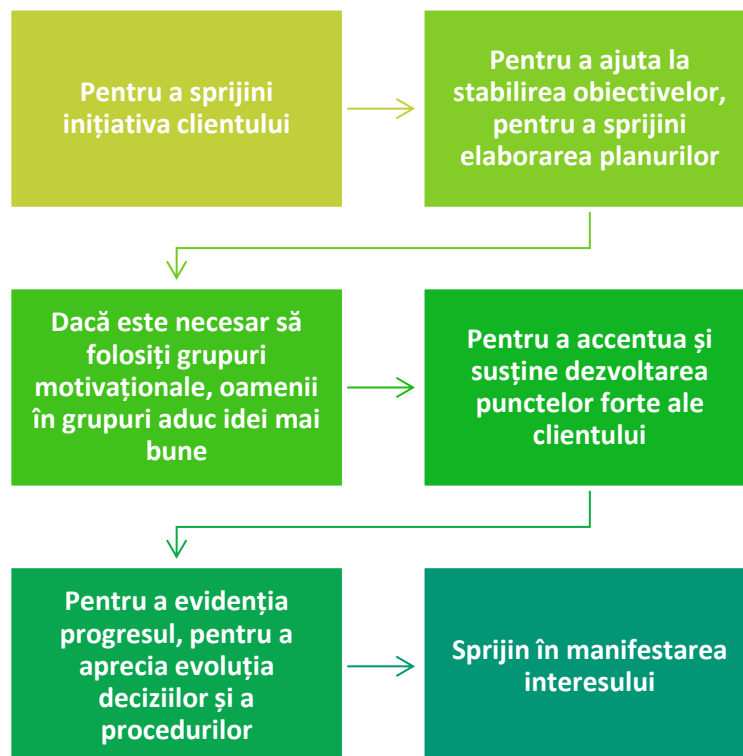 Pentru a sprijini
inițiativa clientului
Pentru a ajuta la
stabilirea obiectivelor,
pentru a sprijini
elaborarea planurilor
Dacă este necesar să
folosiți grupuri
motivaționale, oamenii
în grupuri aduc idei mai
bune
Pentru a accentua și
susține dezvoltarea
punctelor forte ale
clientului
Pentru a evidenția
progresul, pentru a
aprecia evoluția
deciziilor și a
procedurilor
Sprijin în manifestarea
interesului